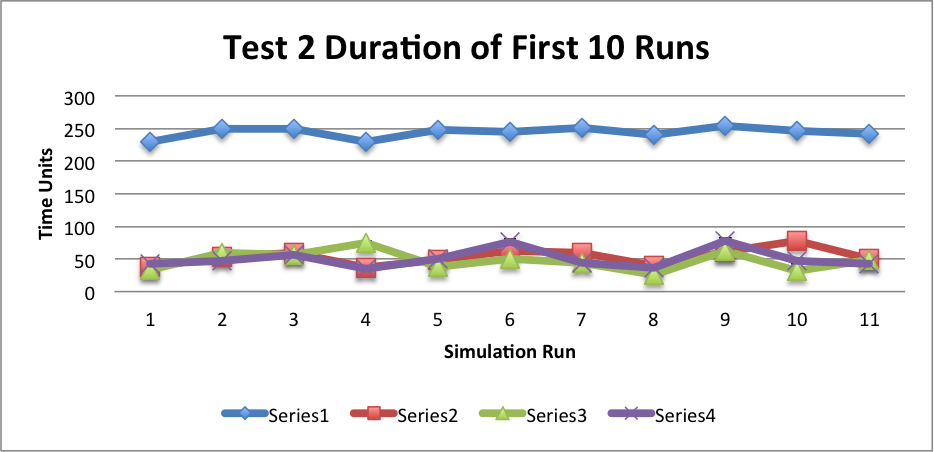 Test 2 Duration of First 10 Runs
300
250
200
150
100
50
0
Time Units
1 2 3 4 5 6 7 8 9 10 11
Simulation Run
Series1 Series2 Series3 Series4